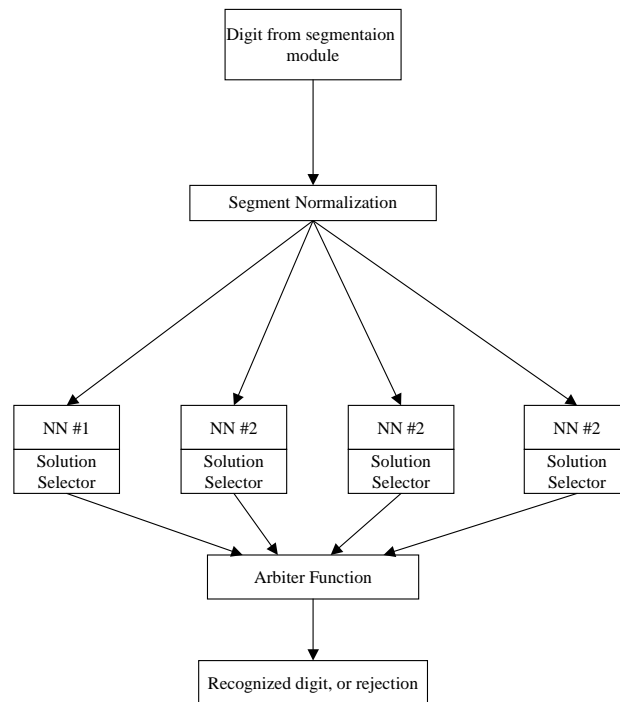 Digit from segmentaion
module
Segment Normalization
NN #1
NN #2
NN #2
NN #2
Solution
Selector
Solution
Selector
Solution
Selector
Solution
Selector
Arbiter Function
Recognized digit, or rejection